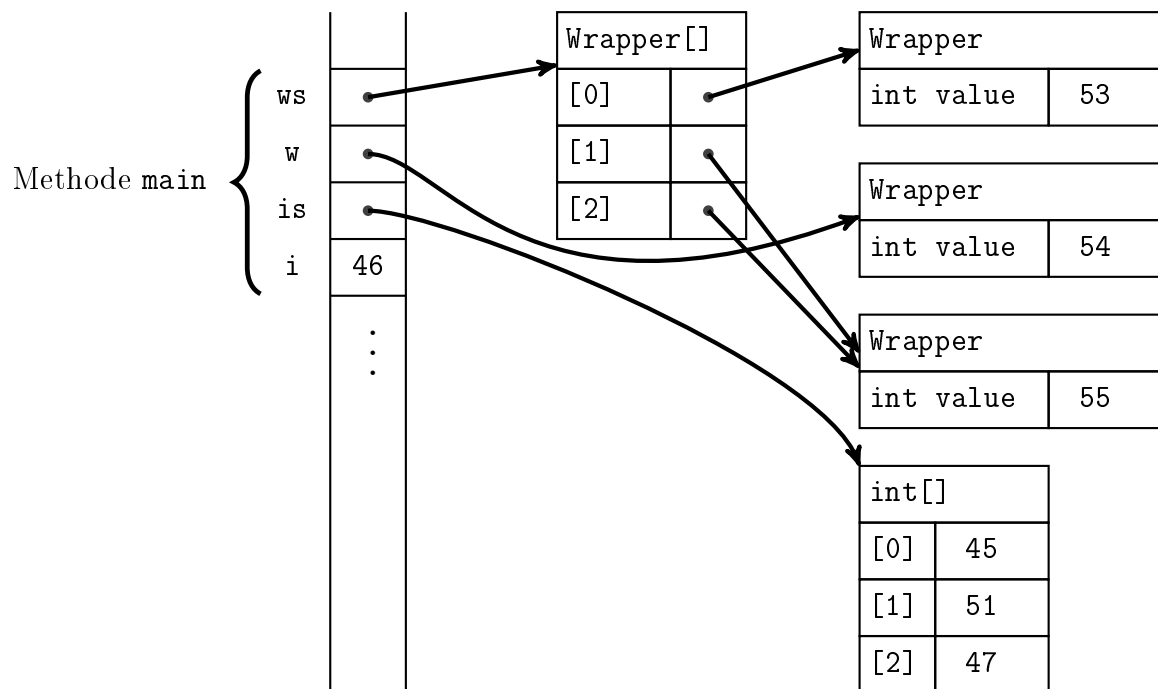 Methode main
ws
w
is
i
46
Wrapper[]
[0]
[1]
[2]
Wrapper
int value 53
Wrapper
int value 54
Wrapper
int value 55
int[]
[0] 45
[1] 51
[2] 47